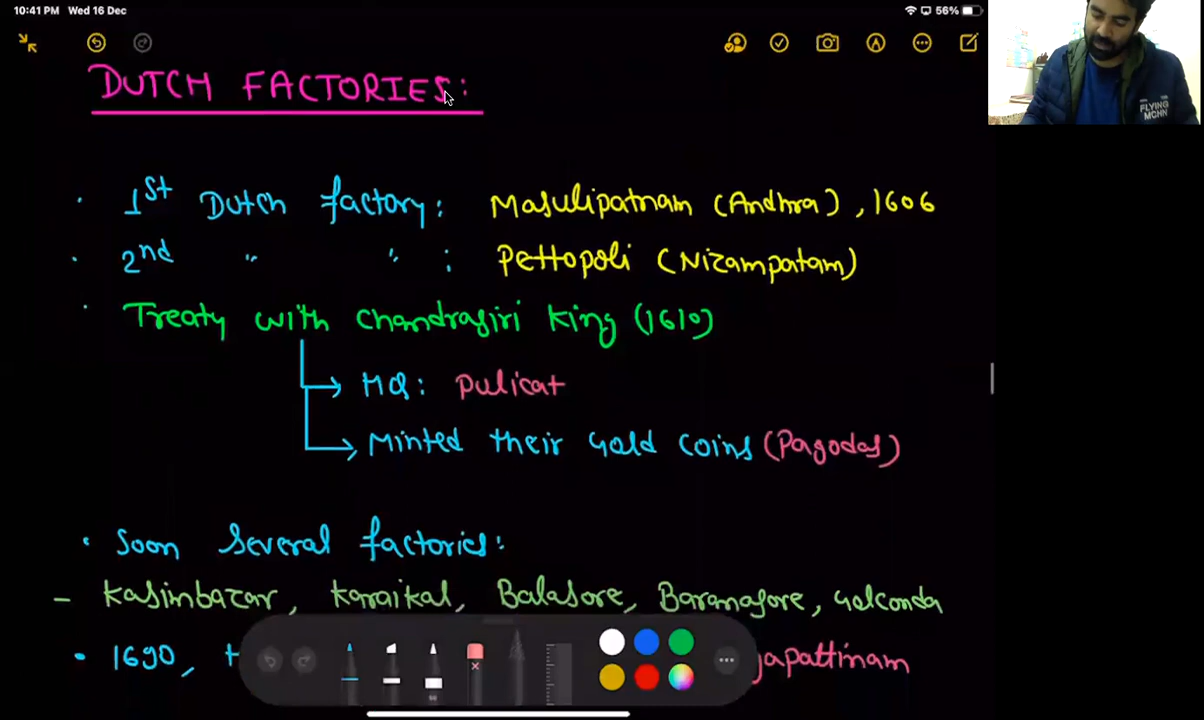 10:41 PM Wed 16 Dec
56%
DUTCH FACTORIES:
FLYING
MCHN
• 1st Dutch factory: Masulipatnam (Andhra), 1606
• 2nd " " : Pettopoli (Nizampatam)
• Treaty with Chandragiri King (1610)
→ HQ: Pulicat
→ Minted their Gold coins (Pagodas)
• Soon Several factories:
- Kasimbazar, Karaikal, Balasore, Baranagore, Golconda
• 1690,
gapattinam